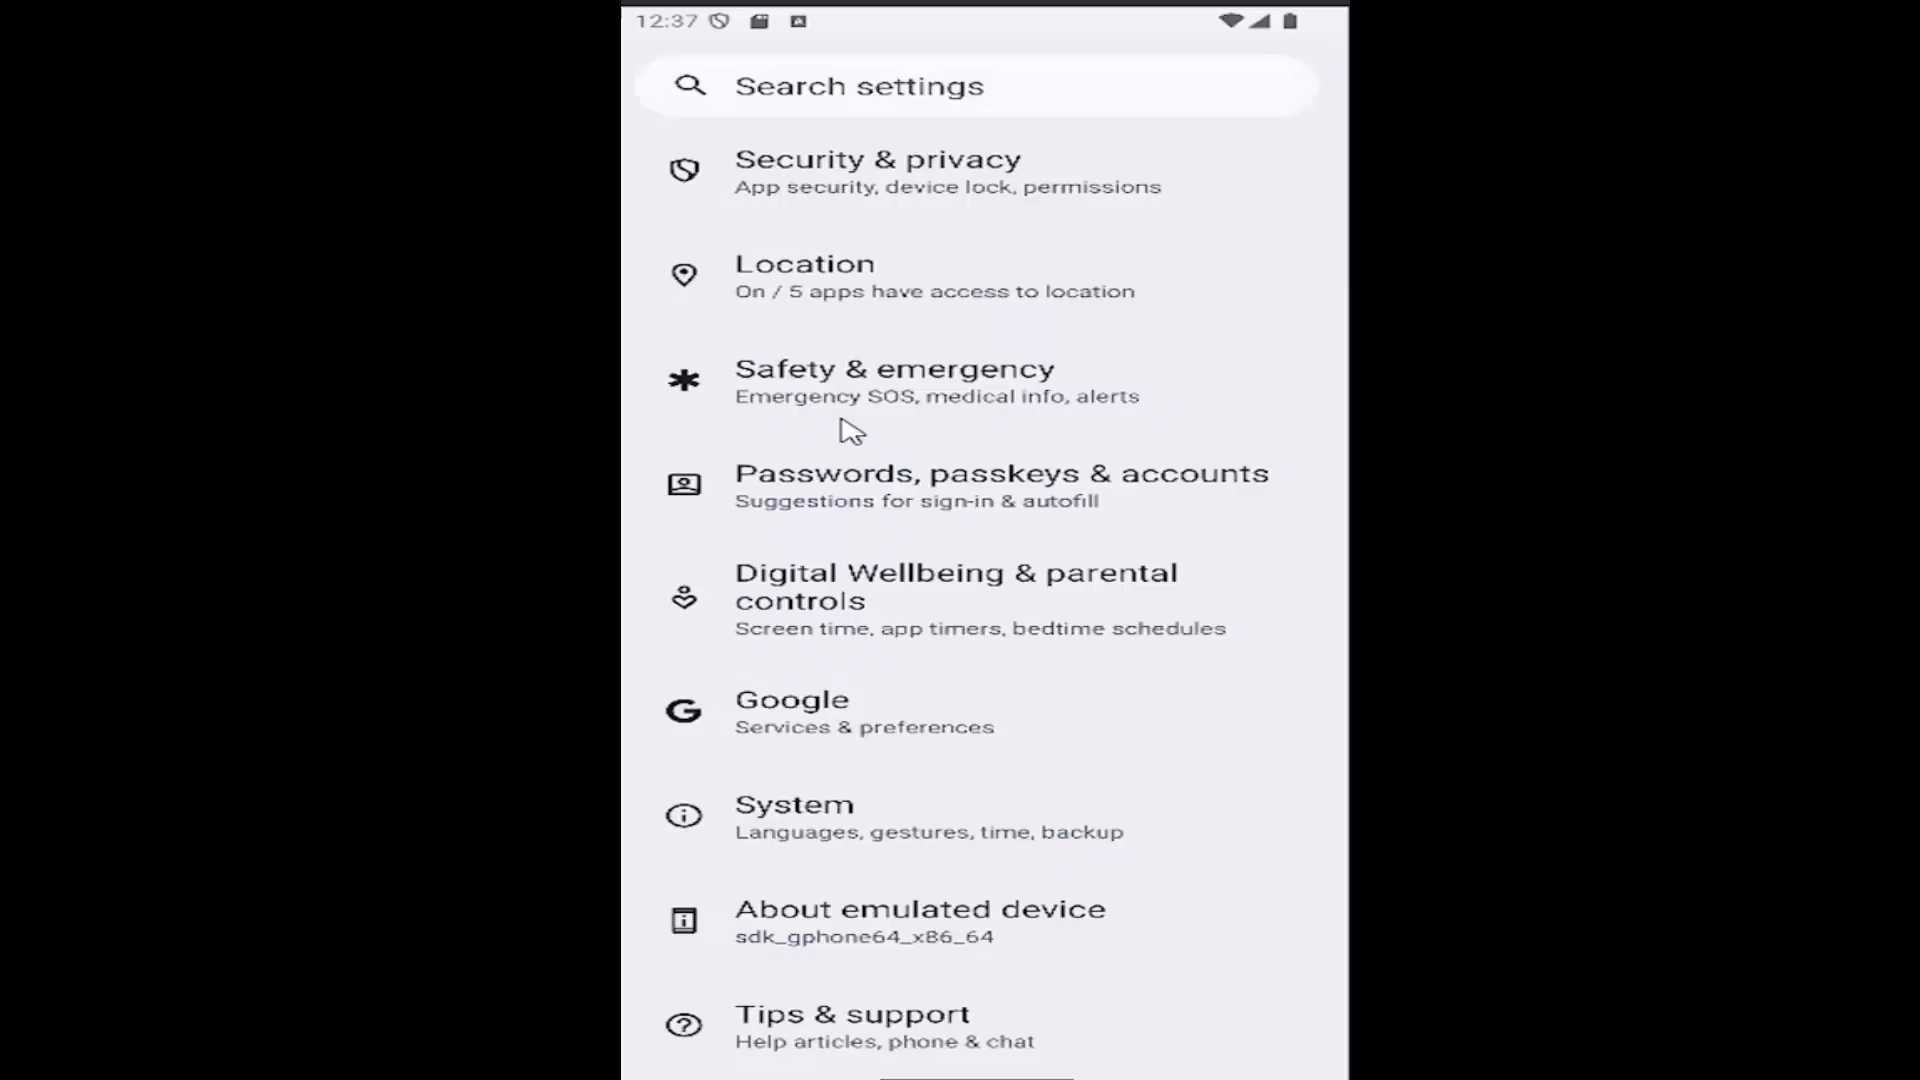 12:37
Search settings
Security & privacy
App security, device lock, permissions
Location
On / 5 apps have access to location
Safety & emergency
Emergency SOS, medical info, alerts
Passwords, passkeys & accounts
Suggestions for sign-in & autofill
Digital Wellbeing & parental
controls
Screen time, app timers, bedtime schedules
Google
Services & preferences
System
Languages, gestures, time, backup
About emulated device
sdk_gphone64_x86_64
Tips & support
Help articles, phone & chat